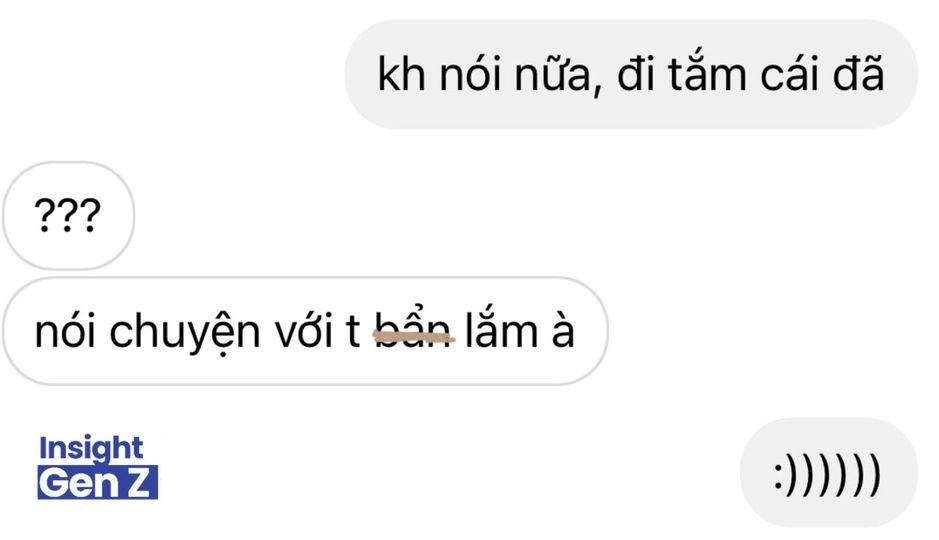 kh nói nữa, đi tắm cái đã
???
nói chuyện với t bẩn lắm à
Insight
Gen Z
:))))))